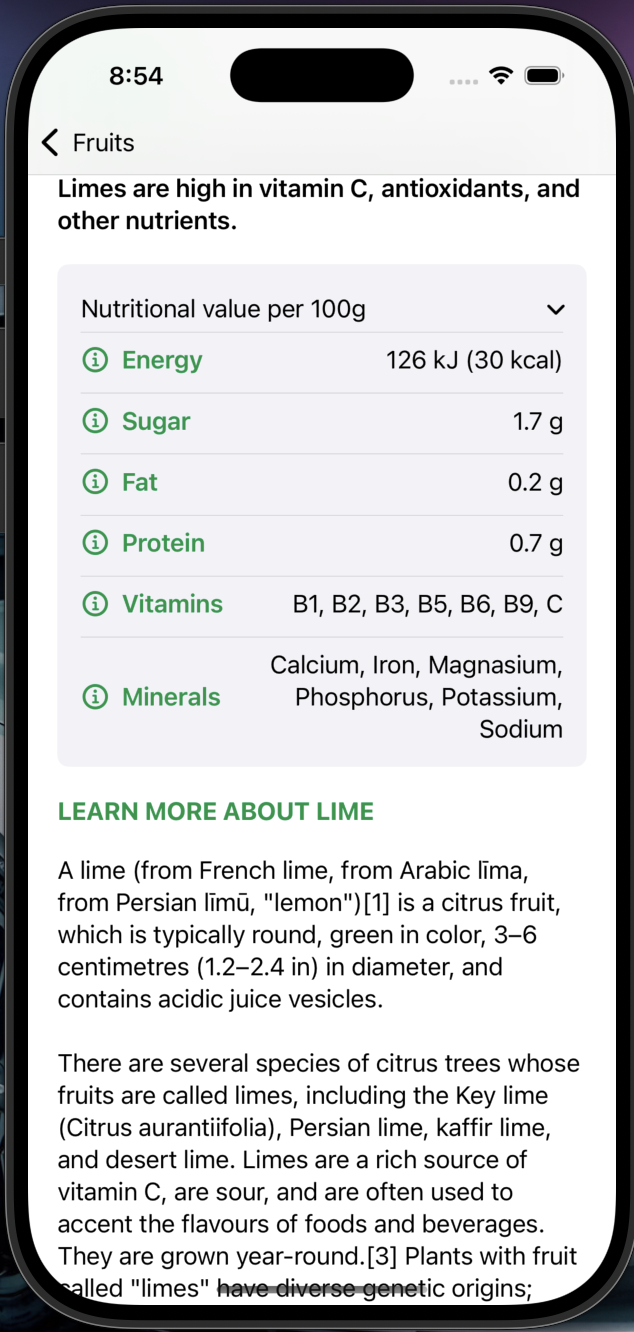 8:54
Fruits
Limes are high in vitamin C, antioxidants, and
other nutrients.
Nutritional value per 100g
Energy 126 kJ (30 kcal)
Sugar 1.7 g
Fat 0.2 g
Protein 0.7 g
Vitamins B1, B2, B3, B5, B6, B9, C
Calcium, Iron, Magnasium,
Minerals Phosphorus, Potassium,
Sodium
LEARN MORE ABOUT LIME
A lime (from French lime, from Arabic līma,
from Persian līmū, "lemon")[1] is a citrus fruit,
which is typically round, green in color, 3–6
centimetres (1.2–2.4 in) in diameter, and
contains acidic juice vesicles.
There are several species of citrus trees whose
fruits are called limes, including the Key lime
(Citrus aurantiifolia), Persian lime, kaffir lime,
and desert lime. Limes are a rich source of
vitamin C, are sour, and are often used to
accent the flavours of foods and beverages.
They are grown year-round.[3] Plants with fruit
called "limes" have diverse genetic origins;